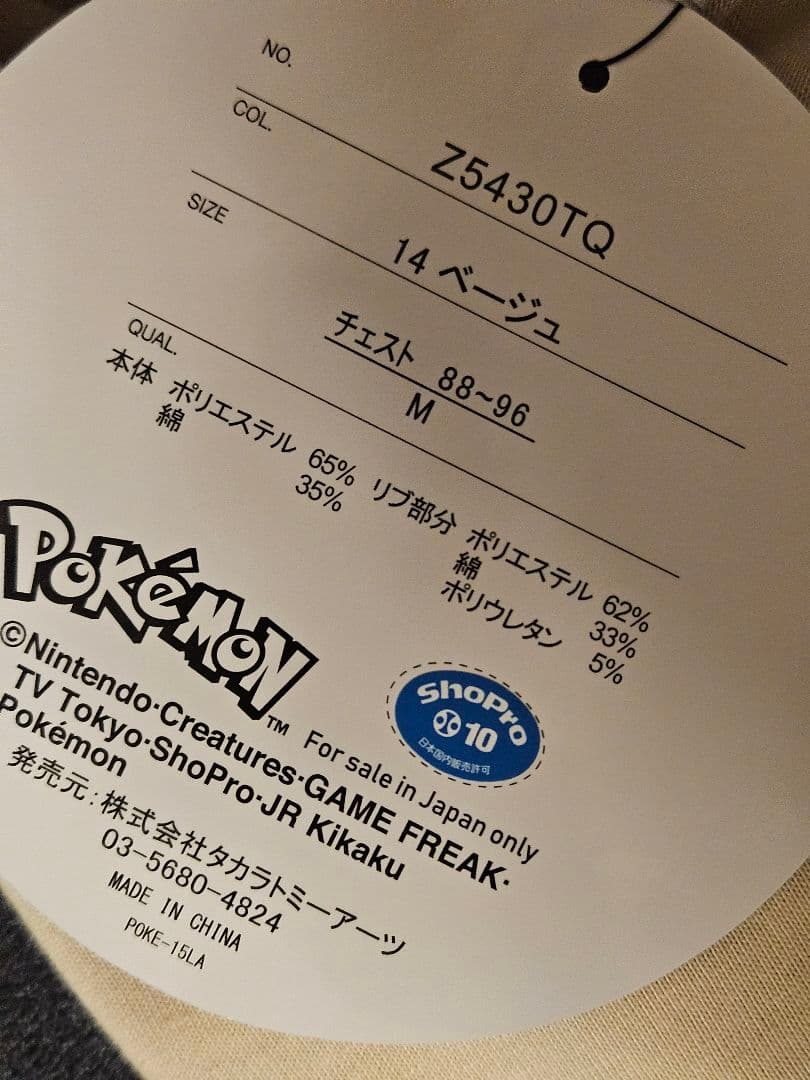 NO.
Z5430TQ
COL.
14 ベージュ
SIZE
チェスト 88~96
M
QUAL.
本体 ポリエステル 65%
綿 35%
リブ部分 ポリエステル 62%
綿 33%
ポリウレタン 5%
POKéMON™
For sale in Japan only
©Nintendo·Creatures·GAME FREAK·
TV Tokyo·ShoPro·JR Kikaku
Pokémon
ShoPro
10
日本国内販売許可
発売元:株式会社タカラトミーアーツ
03-5680-4824
MADE IN CHINA
POKE-15LA